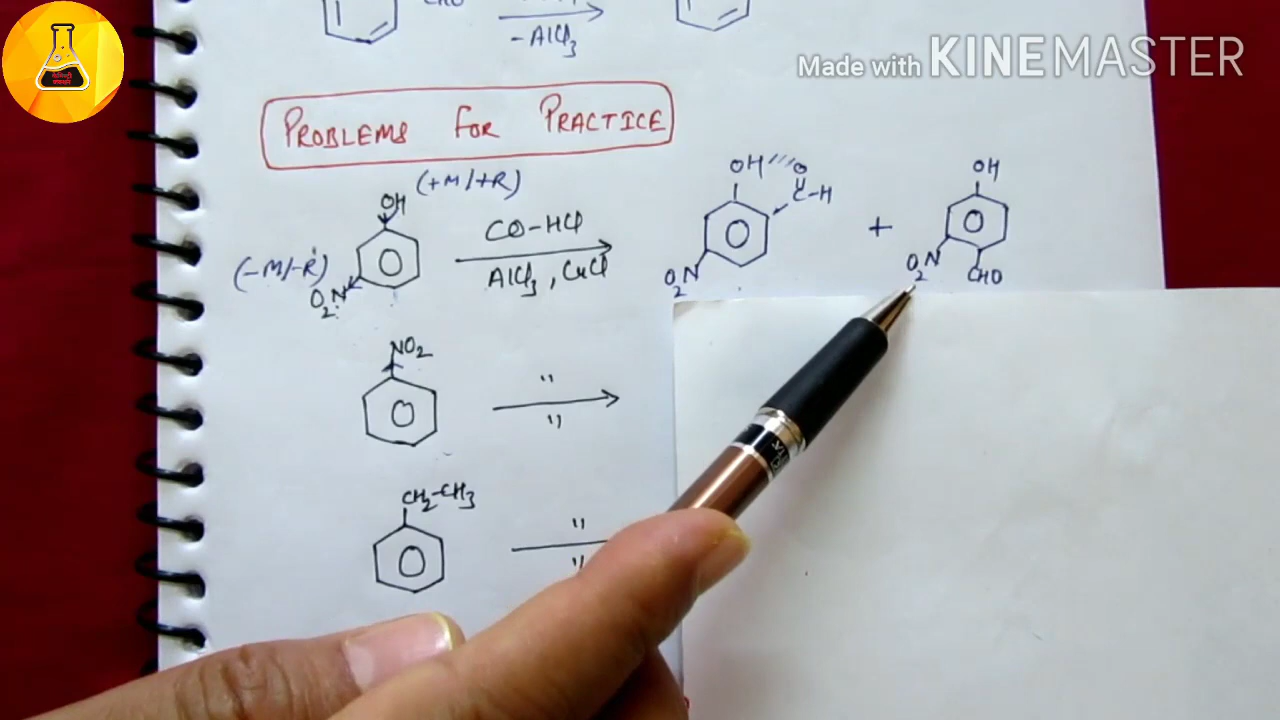 CHO
– AlCl3
Made with KINEMASTER
PROBLEMS FOR PRACTICE
(+M/+R)
OH
CO–HCl
AlCl3 , CuCl
(–M/–R)
O2N
OH O
C–H
O2N
+
OH
O2N
CHO
NO2
"
"
CH2–CH3
"
"